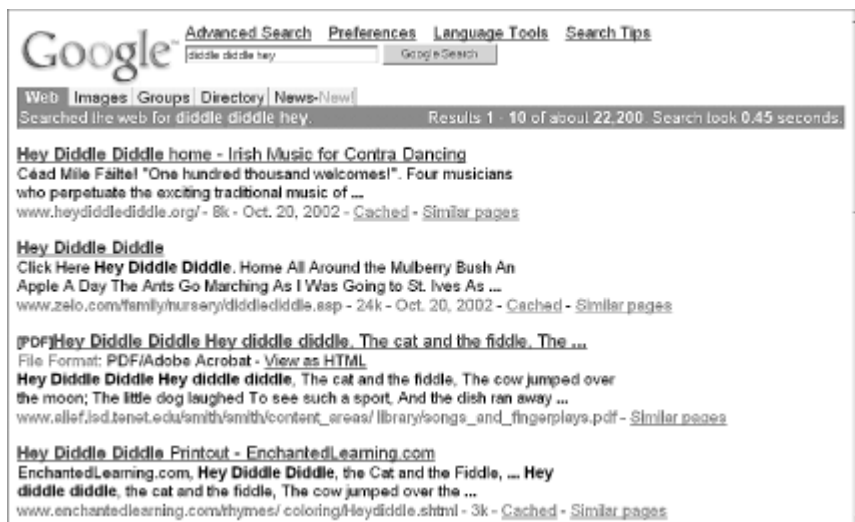 Google™
Advanced Search Preferences Language Tools Search Tips
diddle diddle hey Google Search
Web Images Groups Directory News-New!
Searched the web for diddle diddle hey. Results 1 - 10 of about 22,200. Search took 0.45 seconds.
Hey Diddle Diddle home - Irish Music for Contra Dancing
Céad Míle Fáilte! "One hundred thousand welcomes!". Four musicians
who perpetuate the exciting traditional music of ...
www.heydiddlediddle.org/ - 8k - Oct. 20, 2002 - Cached - Similar pages
Hey Diddle Diddle
Click Here Hey Diddle Diddle. Home All Around the Mulberry Bush An
Apple A Day The Ants Go Marching As I Was Going to St. Ives As ...
www.zelo.com/family/nursery/diddlediddle.asp - 24k - Oct. 20, 2002 - Cached - Similar pages
[PDF]Hey Diddle Diddle Hey diddle diddle, The cat and the fiddle, The ...
File Format: PDF/Adobe Acrobat - View as HTML
Hey Diddle Diddle Hey diddle diddle, The cat and the fiddle, The cow jumped over
the moon; The little dog laughed To see such a sport, And the dish ran away ...
www.alief.isd.tenet.edu/smith/smith/content_areas/ library/songs_and_fingerplays.pdf - Similar pages
Hey Diddle Diddle Printout - EnchantedLearning.com
EnchantedLearning.com, Hey Diddle Diddle, the Cat and the Fiddle, ... Hey
diddle diddle, the cat and the fiddle, The cow jumped over the ...
www.enchantedlearning.com/rhymes/ coloring/Heydiddle.shtml - 3k - Cached - Similar pages